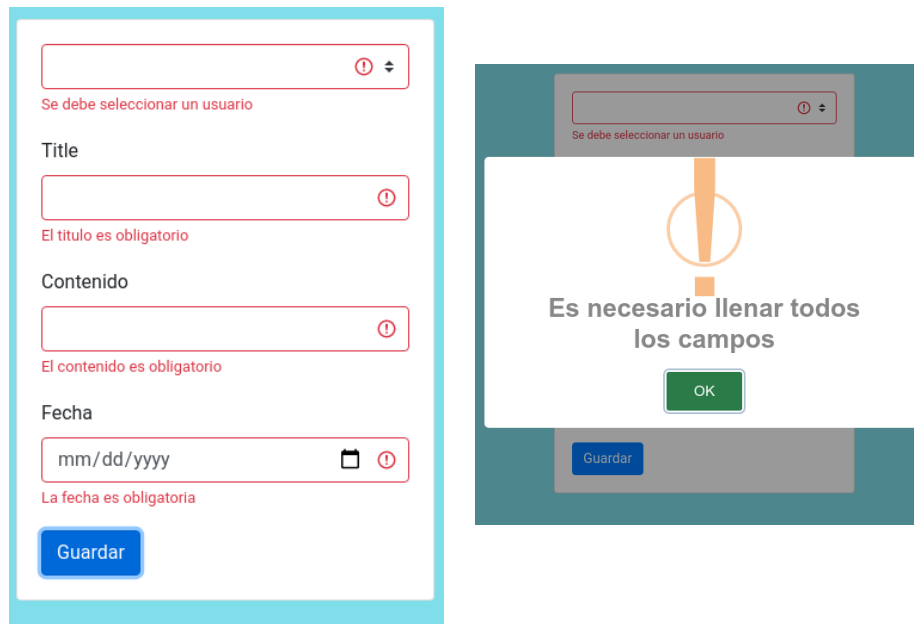 Se debe seleccionar un usuario
Title
El titulo es obligatorio
Contenido
El contenido es obligatorio
Fecha
mm/dd/yyyy
La fecha es obligatoria
Guardar
Se debe seleccionar un usuario
Es necesario llenar todos
los campos
OK
Guardar